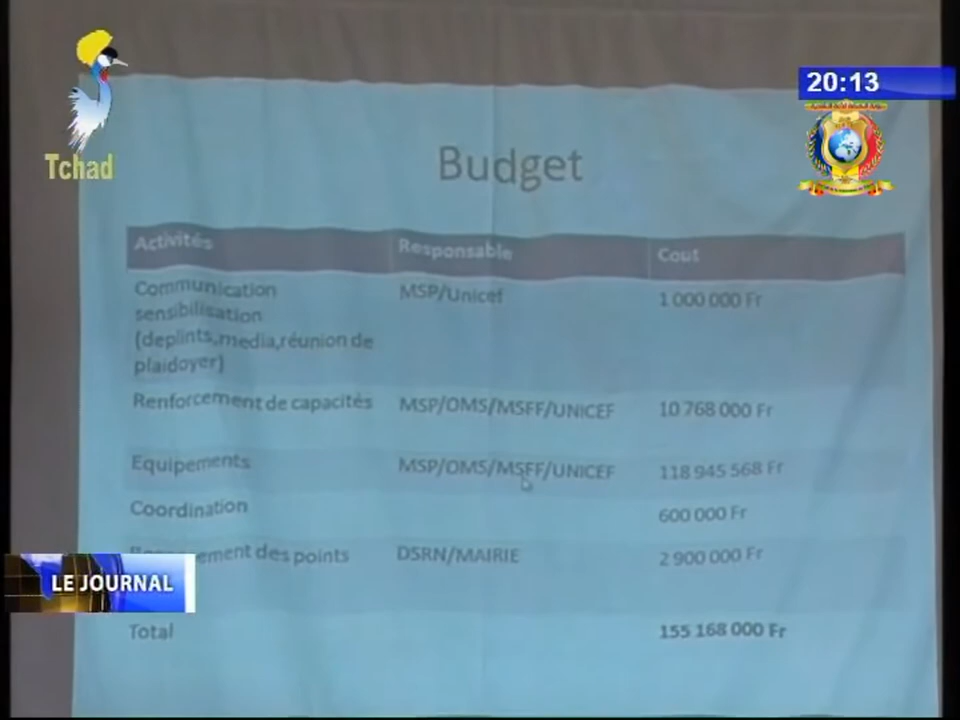 20:13
Tchad
Budget
Activités Responsable Cout
Communication MSP/Unicef 1 000 000 Fr
sensibilisation
(deplints,media,réunion de
plaidoyer)
Renforcement de capacités MSP/OMS/MSFF/UNICEF 10 768 000 Fr
Equipements MSP/OMS/MSFF/UNICEF 118 945 568 Fr
Coordination 600 000 Fr
des points DSRN/MAIRIE 2 900 000 Fr
LE JOURNAL
Total 155 168 000 Fr